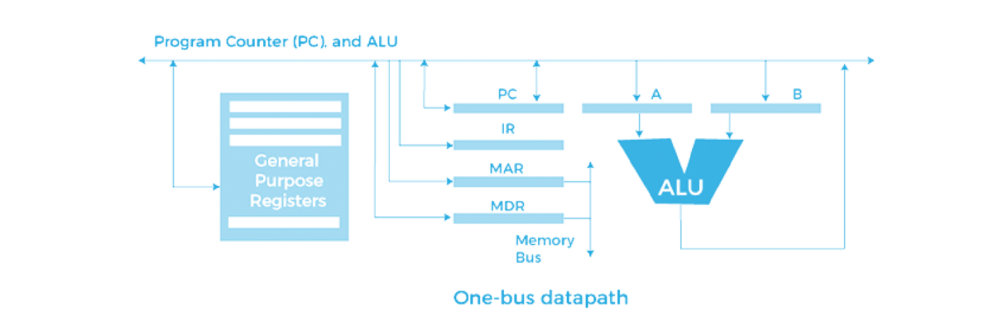 Program Counter (PC), and ALU
PC
A
B
IR
General
Purpose
Registers
MAR
ALU
MDR
Memory
Bus
One-bus datapath